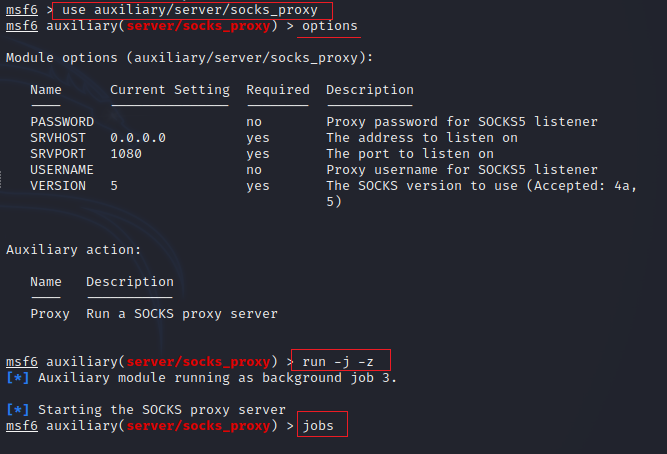 msf6 > use auxiliary/server/socks_proxy
msf6 auxiliary(server/socks_proxy) > options
Module options (auxiliary/server/socks_proxy):
Name Current Setting Required Description
---- --------------- -------- -----------
PASSWORD no Proxy password for SOCKS5 listener
SRVHOST 0.0.0.0 yes The address to listen on
SRVPORT 1080 yes The port to listen on
USERNAME no Proxy username for SOCKS5 listener
VERSION 5 yes The SOCKS version to use (Accepted: 4a,
5)
Auxiliary action:
Name Description
---- -----------
Proxy Run a SOCKS proxy server
msf6 auxiliary(server/socks_proxy) > run -j -z
[*] Auxiliary module running as background job 3.
[*] Starting the SOCKS proxy server
msf6 auxiliary(server/socks_proxy) > jobs